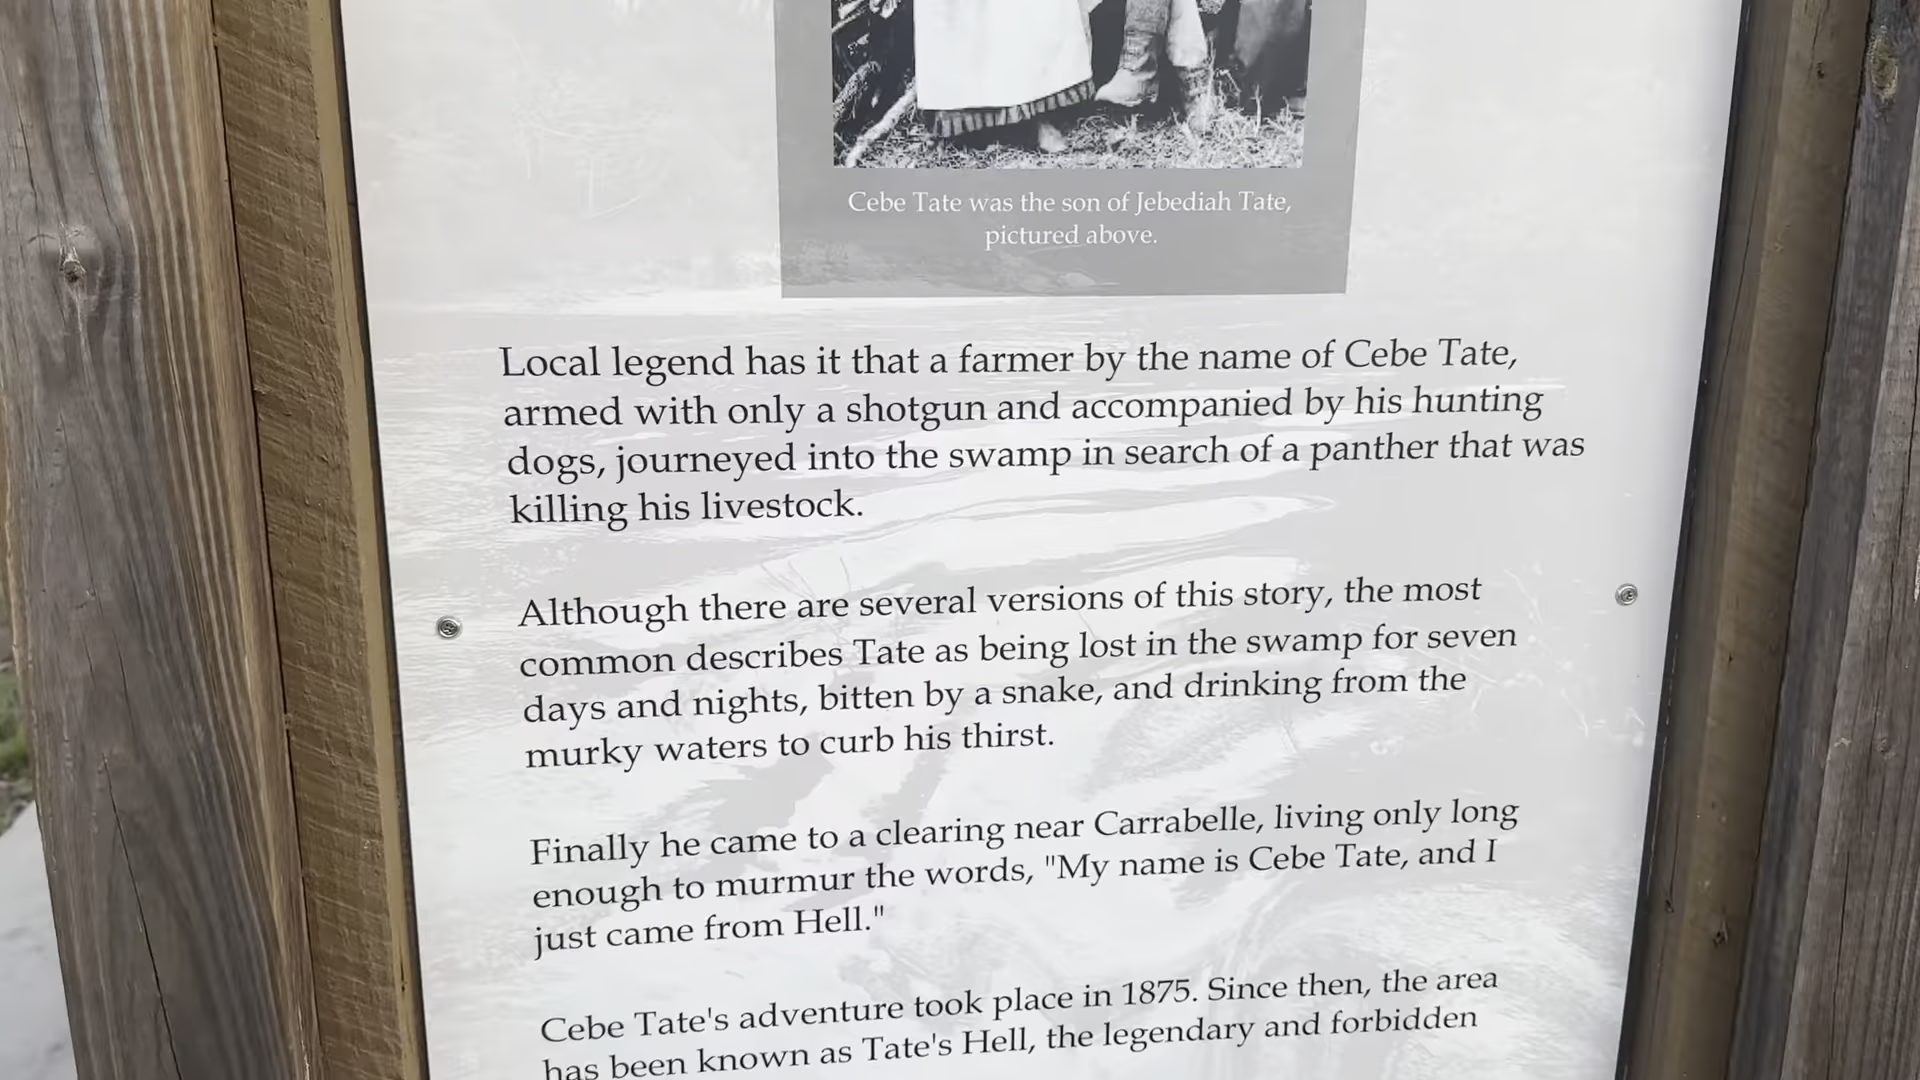 Cebe Tate was the son of Jebediah Tate,
pictured above.
Local legend has it that a farmer by the name of Cebe Tate,
armed with only a shotgun and accompanied by his hunting
dogs, journeyed into the swamp in search of a panther that was
killing his livestock.
Although there are several versions of this story, the most
common describes Tate as being lost in the swamp for seven
days and nights, bitten by a snake, and drinking from the
murky waters to curb his thirst.
Finally he came to a clearing near Carrabelle, living only long
enough to murmur the words, "My name is Cebe Tate, and I
just came from Hell."
Cebe Tate's adventure took place in 1875. Since then, the area
has been known as Tate's Hell, the legendary and forbidden